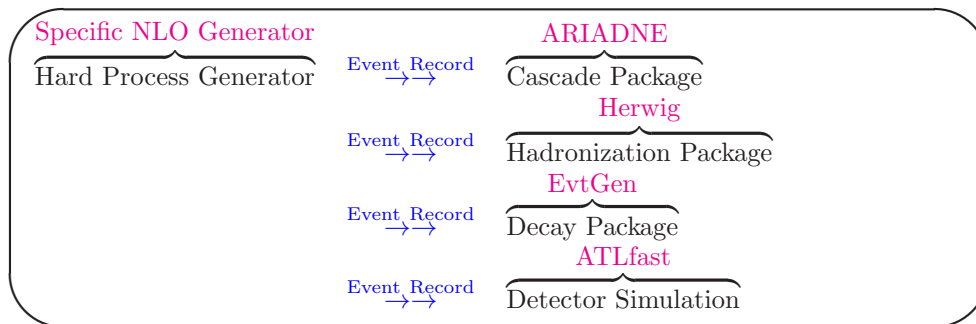 Specific NLO Generator ARIADNE
Hard Process Generator Event Record →→ Cascade Package
Herwig
Event Record →→ Hadronization Package
EvtGen
Event Record →→ Decay Package
ATLfast
Event Record →→ Detector Simulation